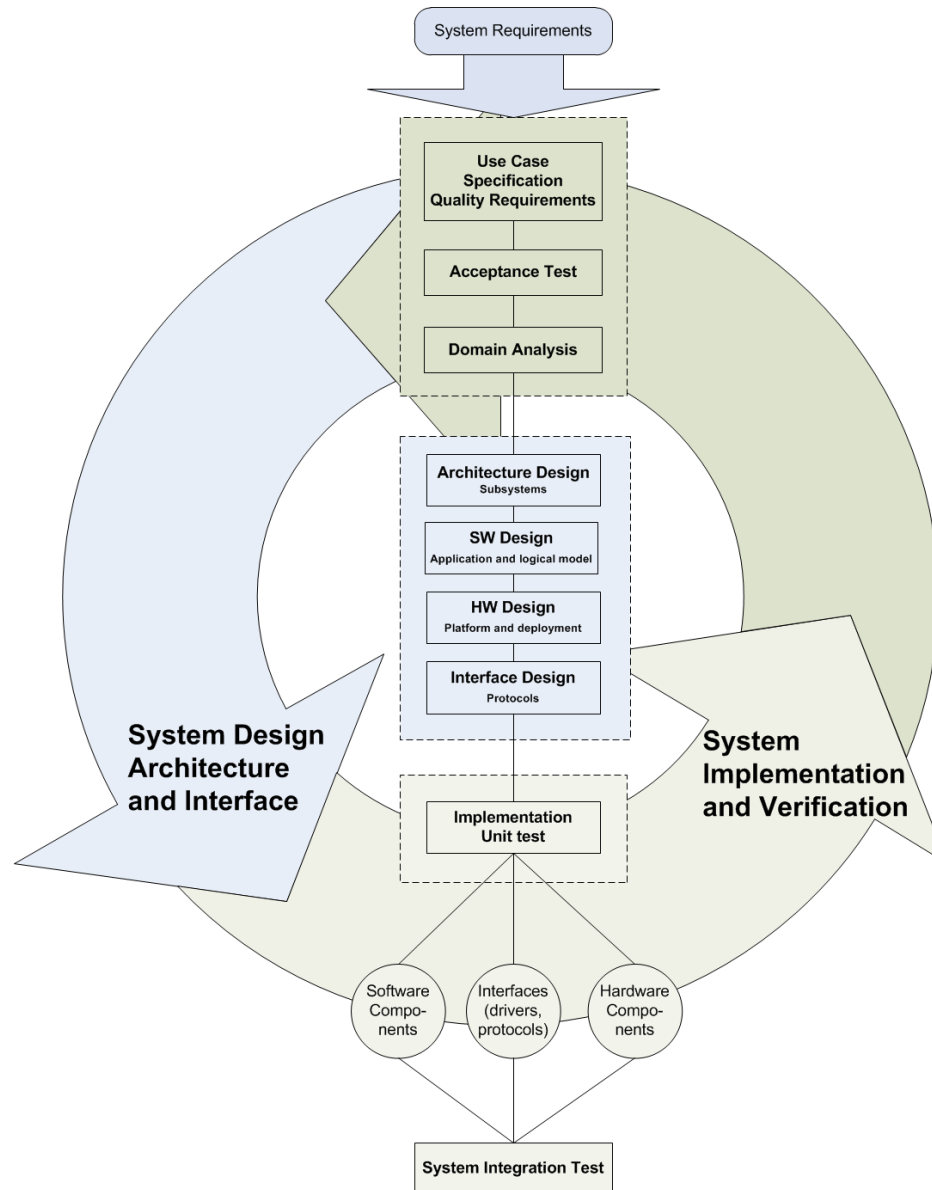 System Requirements
Use Case
Specification
Quality Requirements
Acceptance Test
Domain Analysis
Architecture Design
Subsystems
SW Design
Application and logical model
HW Design
Platform and deployment
Interface Design
Protocols
System Design
Architecture
and Interface
System
Implementation
and Verification
Implementation
Unit test
Software
Compo-
nents
Interfaces
(drivers,
protocols)
Hardware
Compo-
nents
System Integration Test